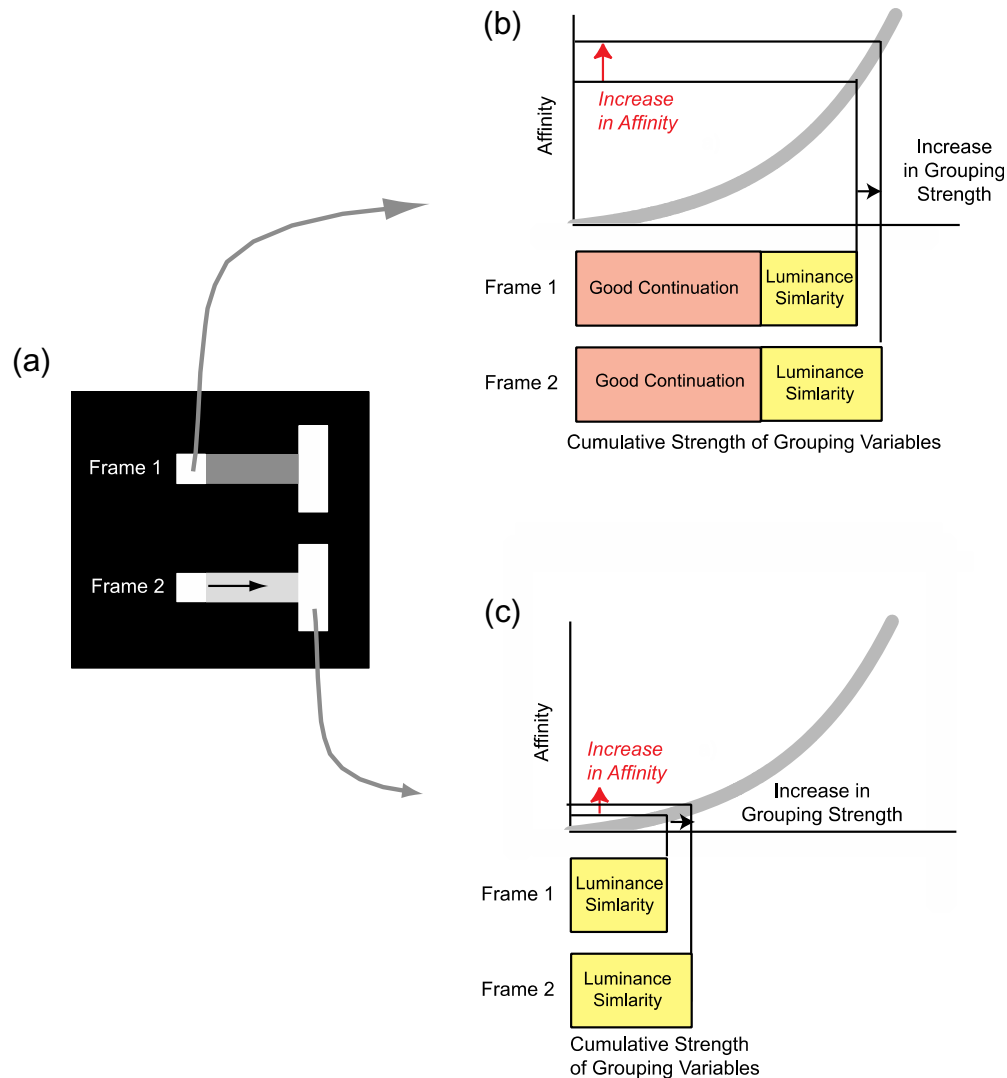 (a)
Frame 1
Frame 2
(b)
Affinity
Increase
in Affinity
Increase
in Grouping
Strength
Frame 1
Good Continuation
Luminance
Simlarity
Frame 2
Good Continuation
Luminance
Simlarity
Cumulative Strength of Grouping Variables
(c)
Affinity
Increase
in Affinity
Increase in
Grouping Strength
Frame 1
Luminance
Simlarity
Frame 2
Luminance
Simlarity
Cumulative Strength
of Grouping Variables